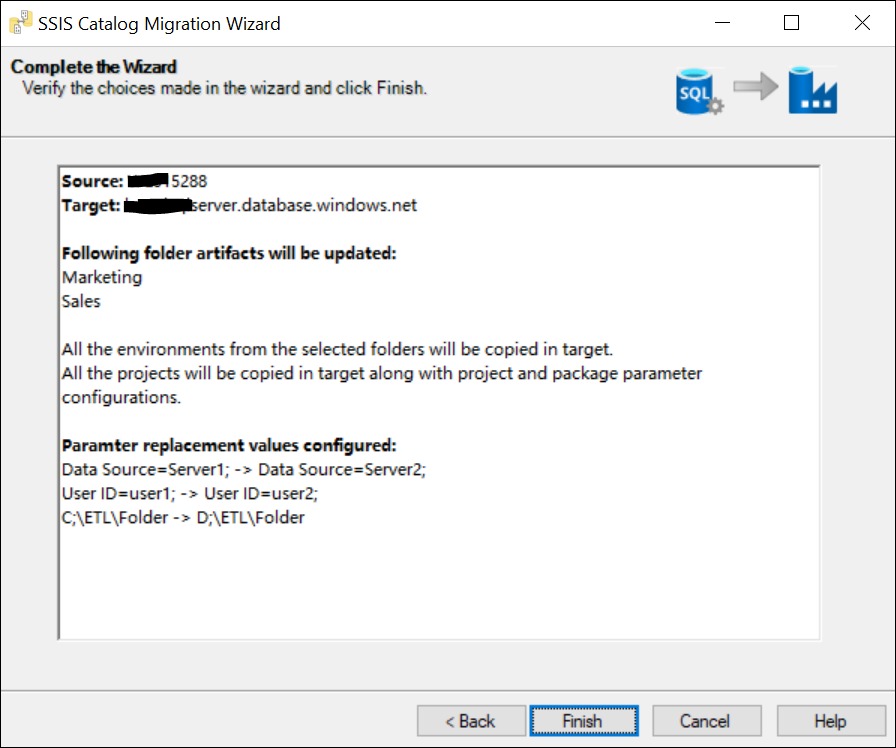 SSIS Catalog Migration Wizard
Complete the Wizard
Verify the choices made in the wizard and click Finish.
SQL
Source: 5288
Target: server.database.windows.net
Following folder artifacts will be updated:
Marketing
Sales
All the environments from the selected folders will be copied in target.
All the projects will be copied in target along with project and package parameter
configurations.
Paramter replacement values configured:
Data Source=Server1; -> Data Source=Server2;
User ID=user1; -> User ID=user2;
C;\ETL\Folder -> D;\ETL\Folder
< Back
Finish
Cancel
Help